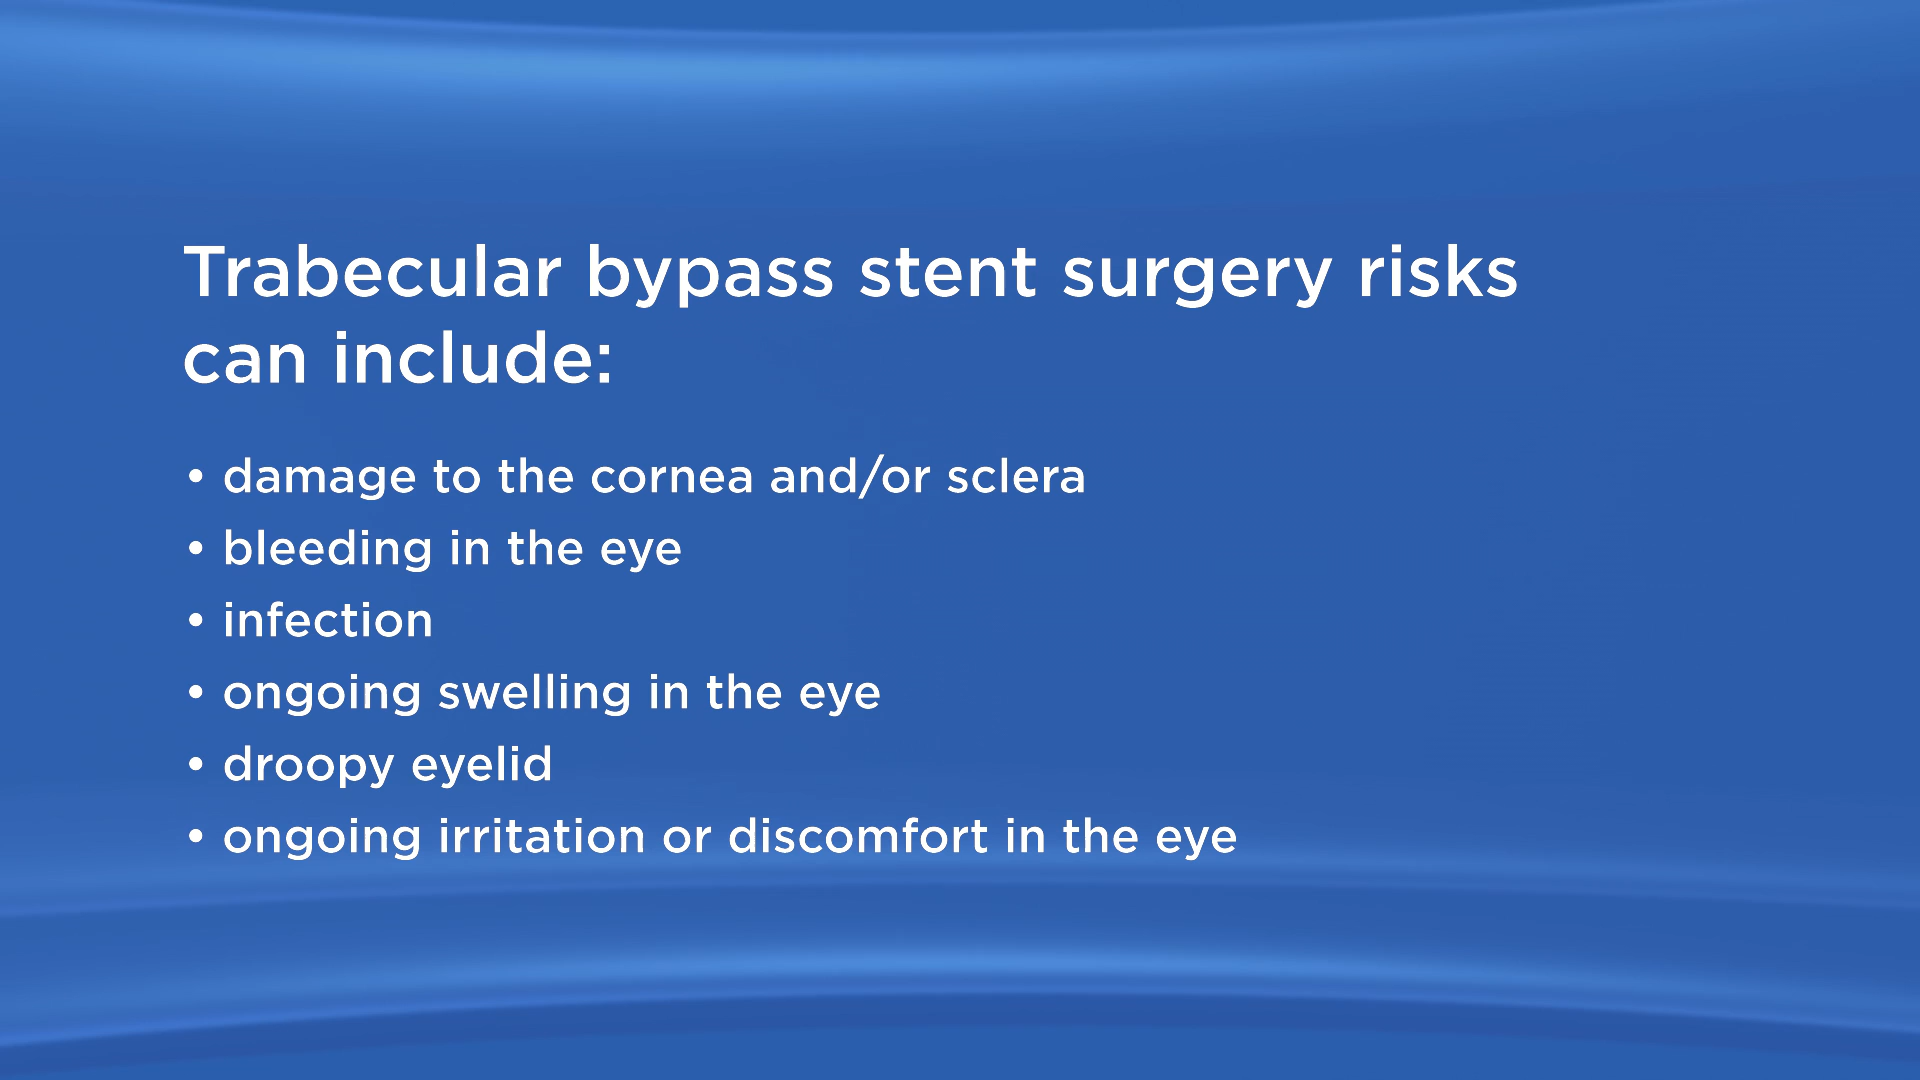 Trabecular bypass stent surgery risks
can include:
• damage to the cornea and/or sclera
• bleeding in the eye
• infection
• ongoing swelling in the eye
• droopy eyelid
• ongoing irritation or discomfort in the eye